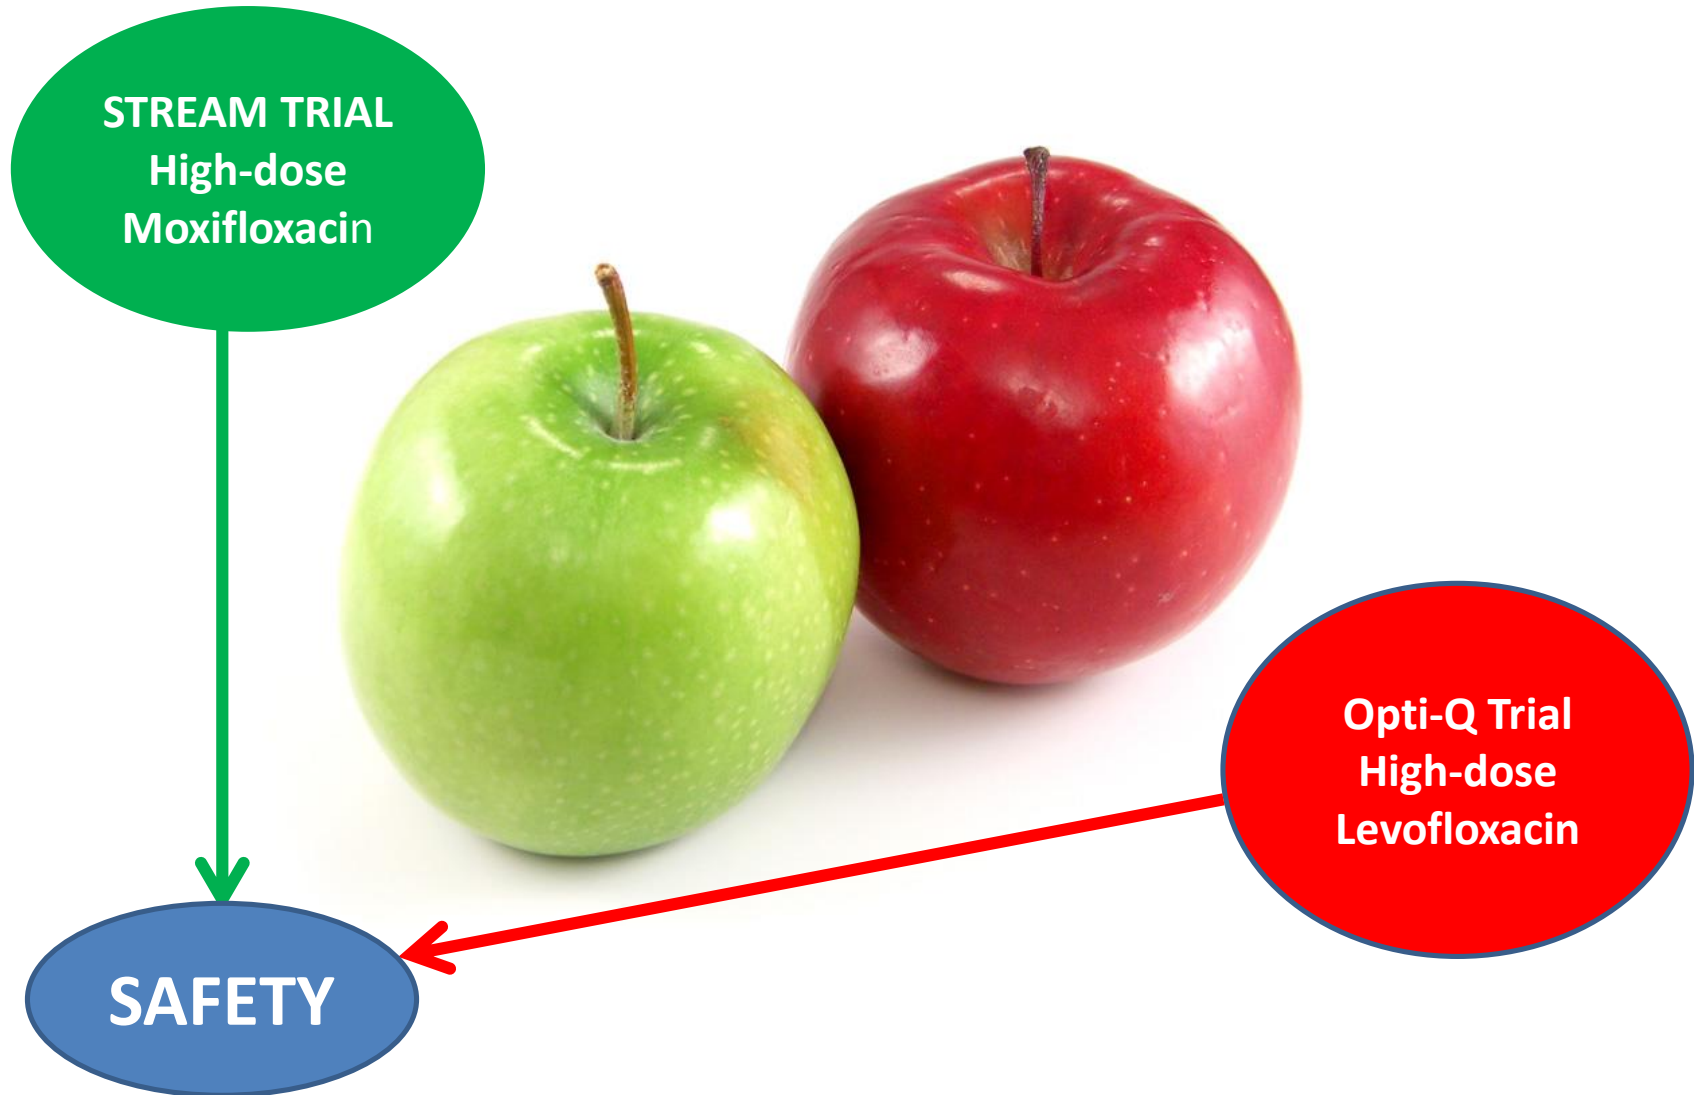 STREAM TRIAL
High-dose
Moxifloxacin
Opti-Q Trial
High-dose
Levofloxacin
SAFETY